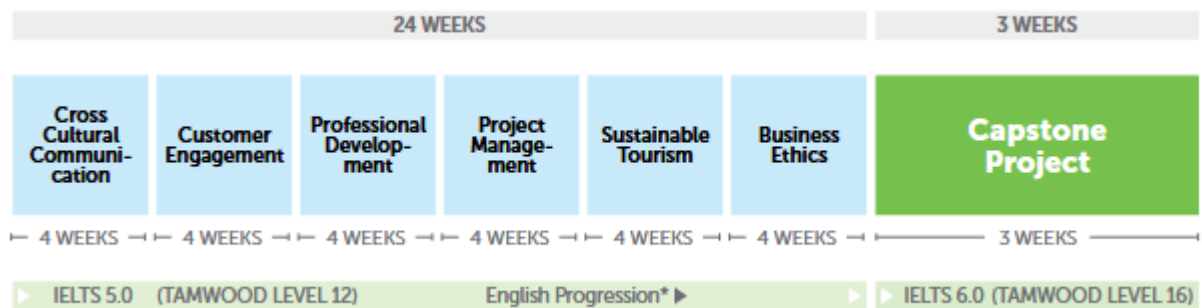 24 WEEKS
3 WEEKS
Cross
Cultural
Communi-
cation
Customer
Engagement
Professional
Develop-
ment
Project
Manage-
ment
Sustainable
Tourism
Business
Ethics
Capstone
Project
4 WEEKS
4 WEEKS
4 WEEKS
4 WEEKS
4 WEEKS
4 WEEKS
3 WEEKS
IELTS 5.0 (TAMWOOD LEVEL 12) English Progression* ▶ IELTS 6.0 (TAMWOOD LEVEL 16)